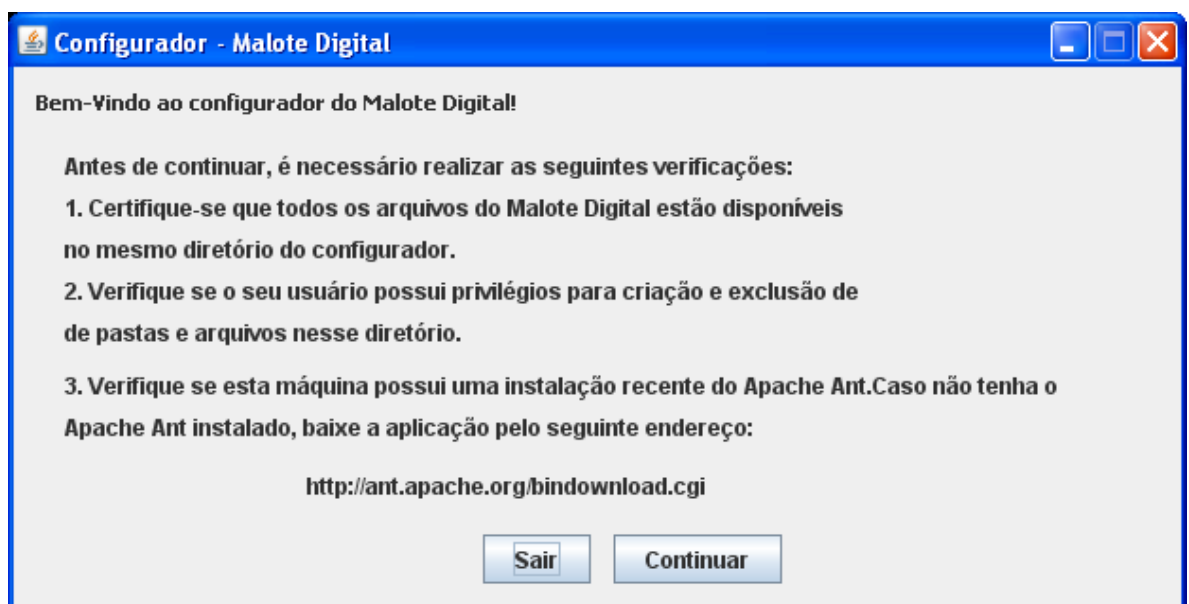 Configurador - Malote Digital
Bem-Vindo ao configurador do Malote Digital!
Antes de continuar, é necessário realizar as seguintes verificações:
1. Certifique-se que todos os arquivos do Malote Digital estão disponíveis
no mesmo diretório do configurador.
2. Verifique se o seu usuário possui privilégios para criação e exclusão de
de pastas e arquivos nesse diretório.
3. Verifique se esta máquina possui uma instalação recente do Apache Ant.Caso não tenha o
Apache Ant instalado, baixe a aplicação pelo seguinte endereço:
http://ant.apache.org/bindownload.cgi
Sair Continuar